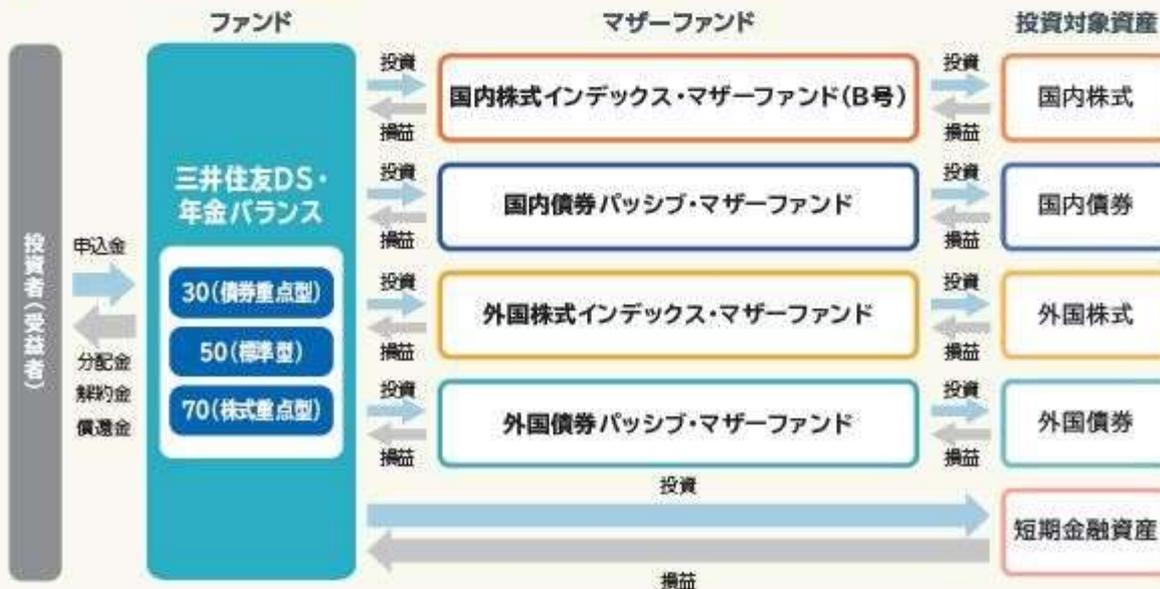 ファンド
マザーファンド
投資対象資産
投資者（受益者）
申込金
分配金
解約金
償還金
三井住友DS・
年金バランス
30（債券重点型）
50（標準型）
70（株式重点型）
投資
損益
国内株式インデックス・マザーファンド（B号）
投資
損益
国内株式
投資
損益
国内債券パッシブ・マザーファンド
投資
損益
国内債券
投資
損益
外国株式インデックス・マザーファンド
投資
損益
外国株式
投資
損益
外国債券パッシブ・マザーファンド
投資
損益
外国債券
投資
損益
短期金融資産